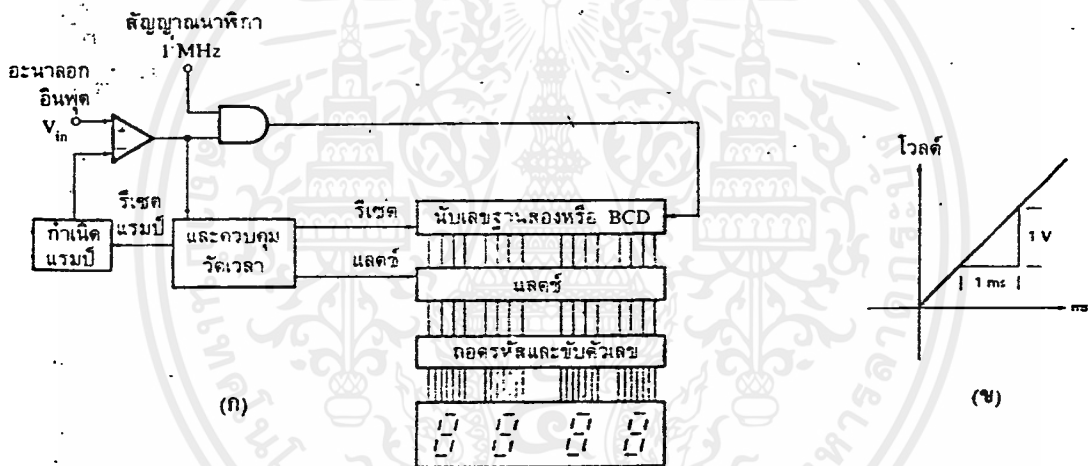 สัญญาณนาฬิกา
1 MHz
อะนาลอก
อินพุต
V_in
+
−
รีเซต
แรมป์
กำเนิด
แรมป์
และควบคุม
วัดเวลา
รีเซต
แลตช์
นับเลขฐานสองหรือ BCD
แลตช์
ถอดรหัสและขับตัวเลข
8 8 8 8
(ก)
โวลต์
1 V
1 ms
ms
(ข)